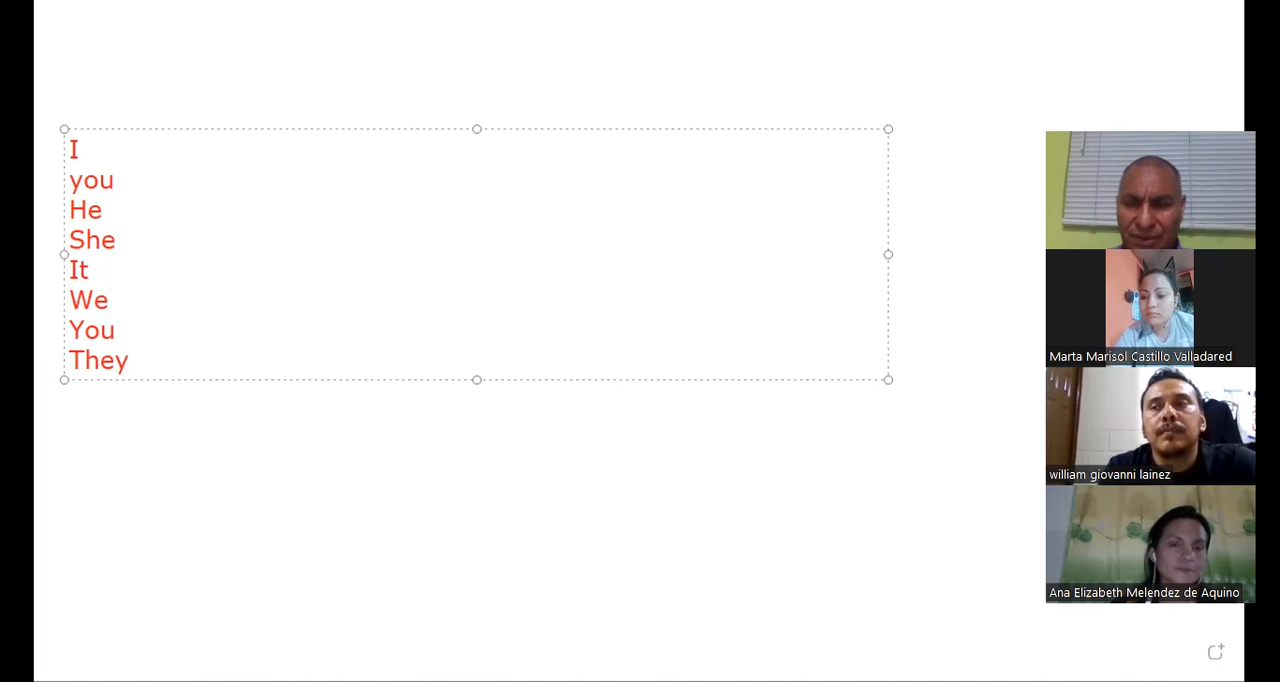 I
you
He
She
It
We
You
They
Marta Marisol Castillo Valladared
william giovanni lainez
Ana Elizabeth Melendez de Aquino